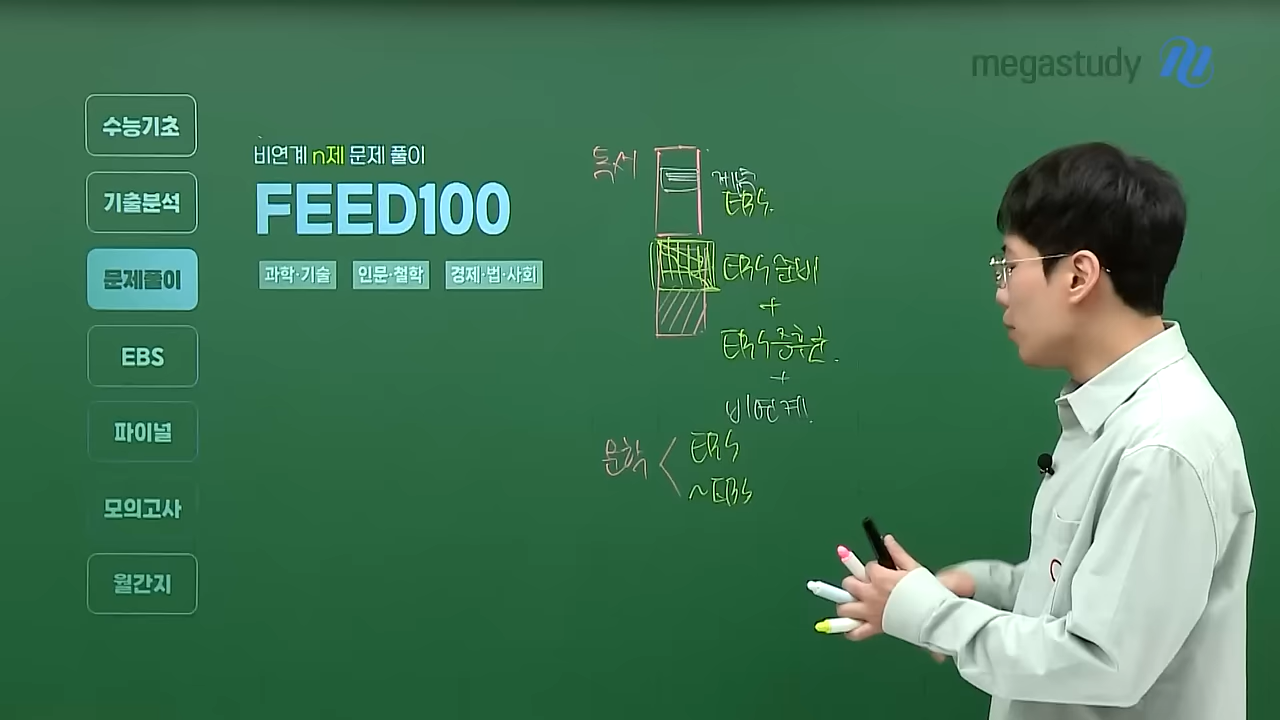 megastudy
수능기초
기출분석
문제풀이
EBS
파이널
모의고사
월간지
비연계 n제 문제 풀이
FEED100
과학·기술
인문·철학
경제·법·사회
독서
EBS.
EBS 준비
+
EBS
+
비연계!
문학
EBS
~EBS